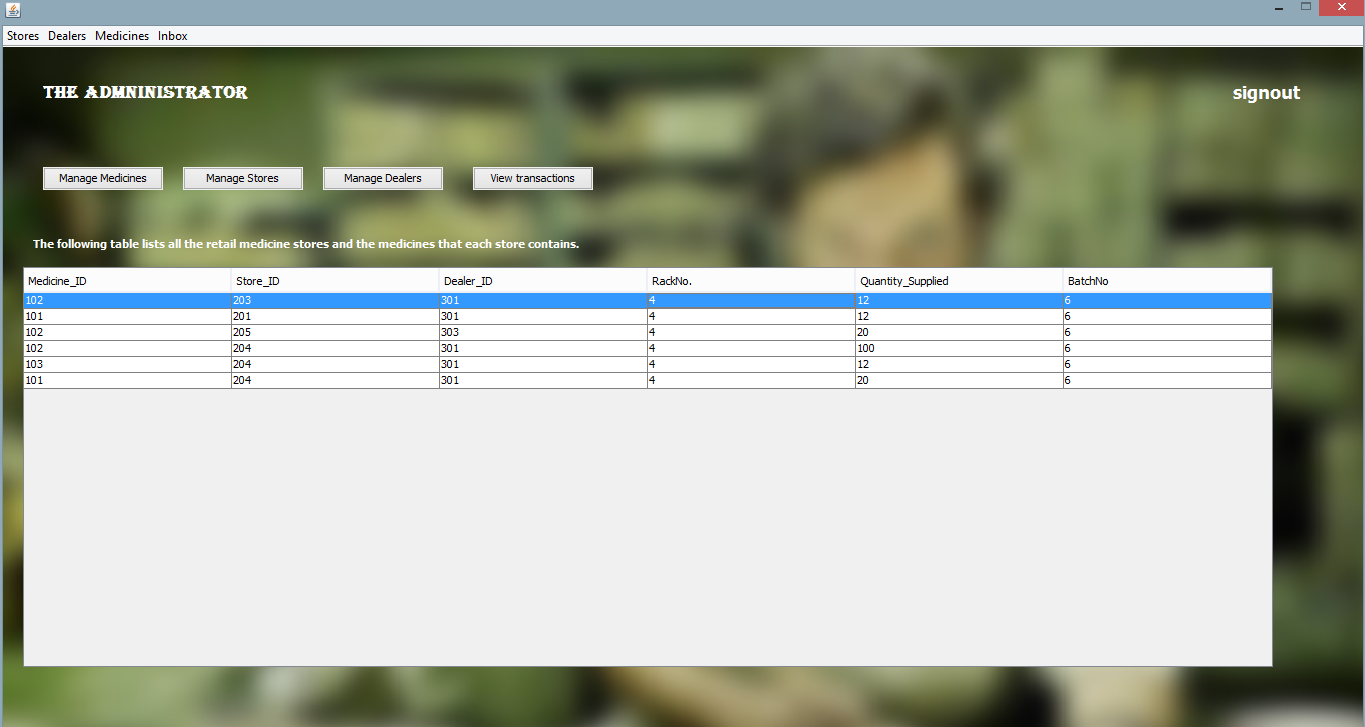 Stores Dealers Medicines Inbox
THE ADMNINISTRATOR
signout
Manage Medicines Manage Stores Manage Dealers View transactions
The following table lists all the retail medicine stores and the medicines that each store contains.
Medicine_ID Store_ID Dealer_ID RackNo. Quantity_Supplied BatchNo
102 203 301 4 12 6
101 201 301 4 12 6
102 205 303 4 20 6
102 204 301 4 100 6
103 204 301 4 12 6
101 204 301 4 20 6